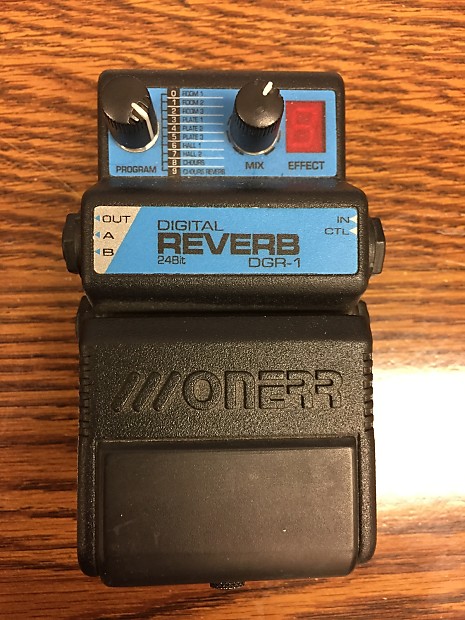 0 ROOM 1
1 ROOM 2
2 ROOM 3
3 PLATE 1
4 PLATE 2
5 PLATE 3
6 HALL 1
7 HALL 2
8 CHOURS
9 CHOURS REVERB
PROGRAM
MIX
EFFECT
OUT
A
B
DIGITAL
REVERB
24Bit
DGR-1
IN
CTL
ONERR